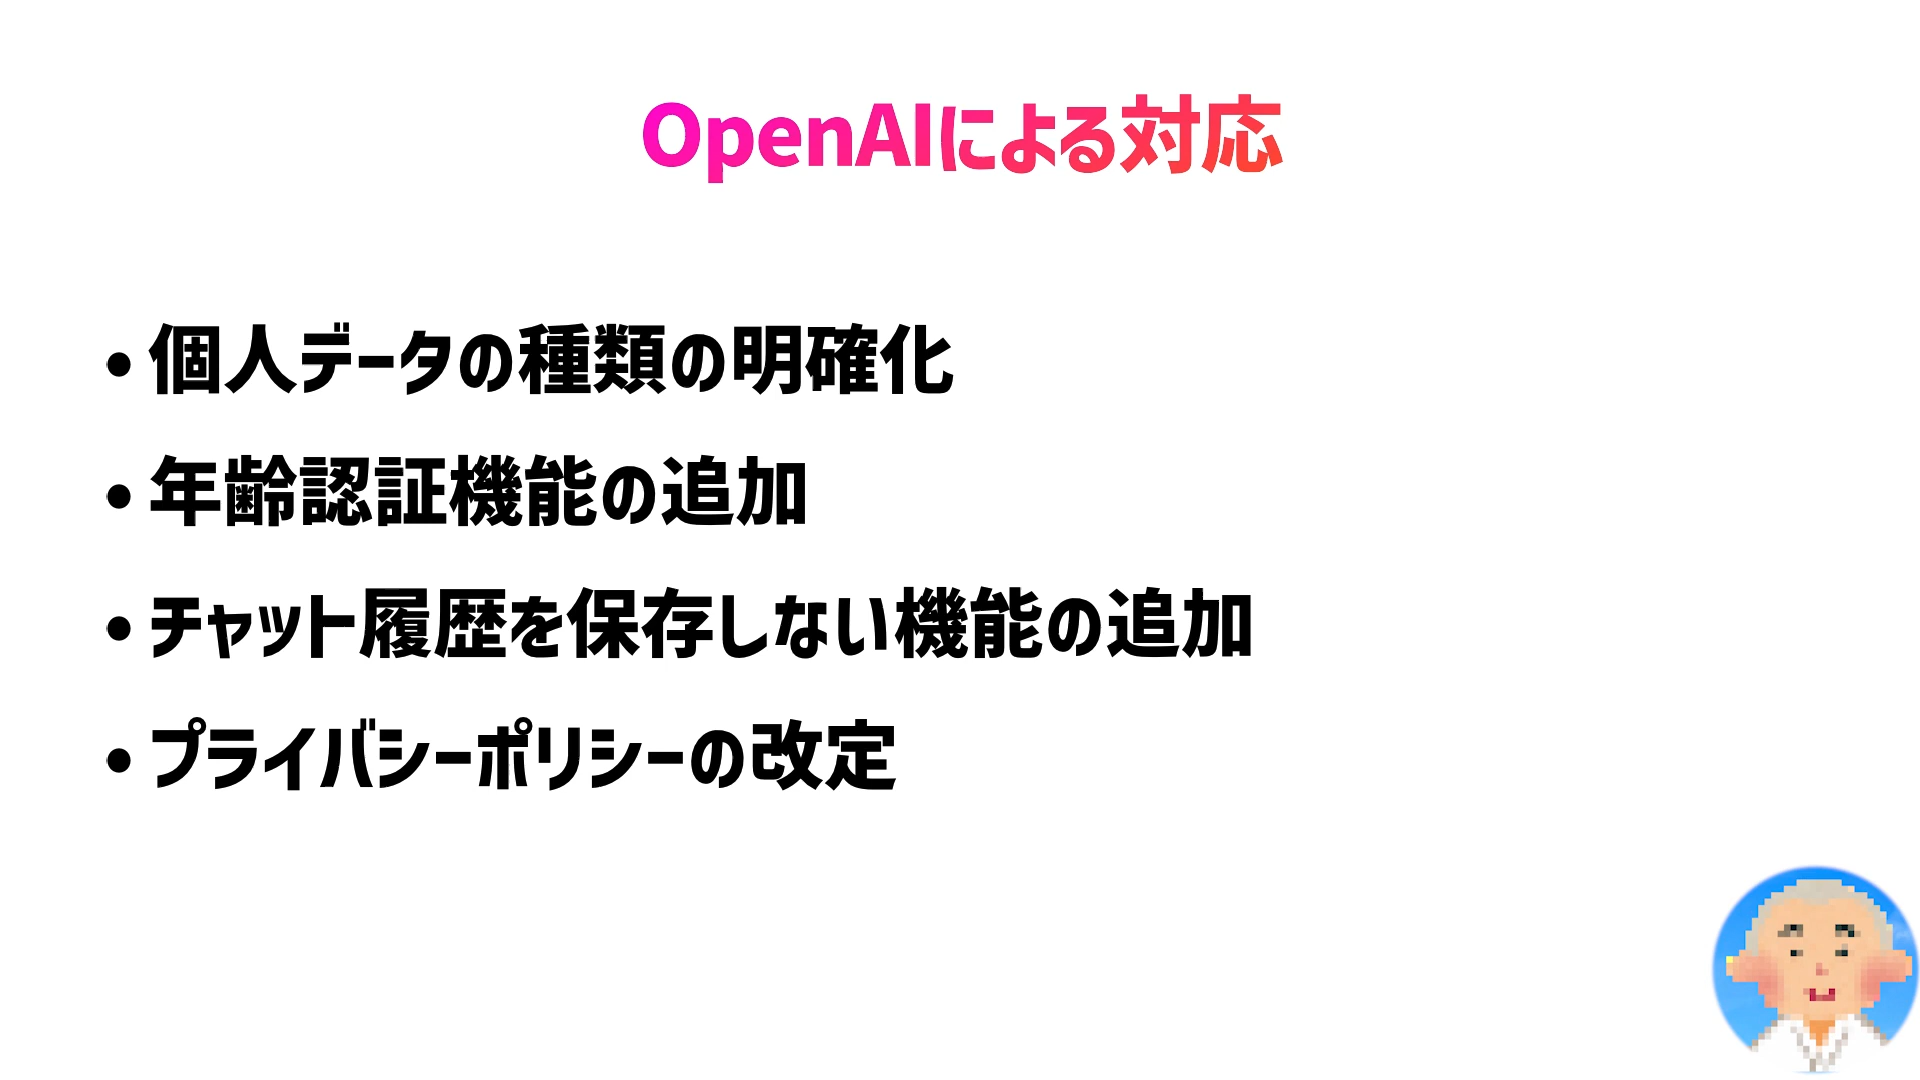 OpenAIによる対応
• 個人データの種類の明確化
• 年齢認証機能の追加
• チャット履歴を保存しない機能の追加
• プライバシーポリシーの改定